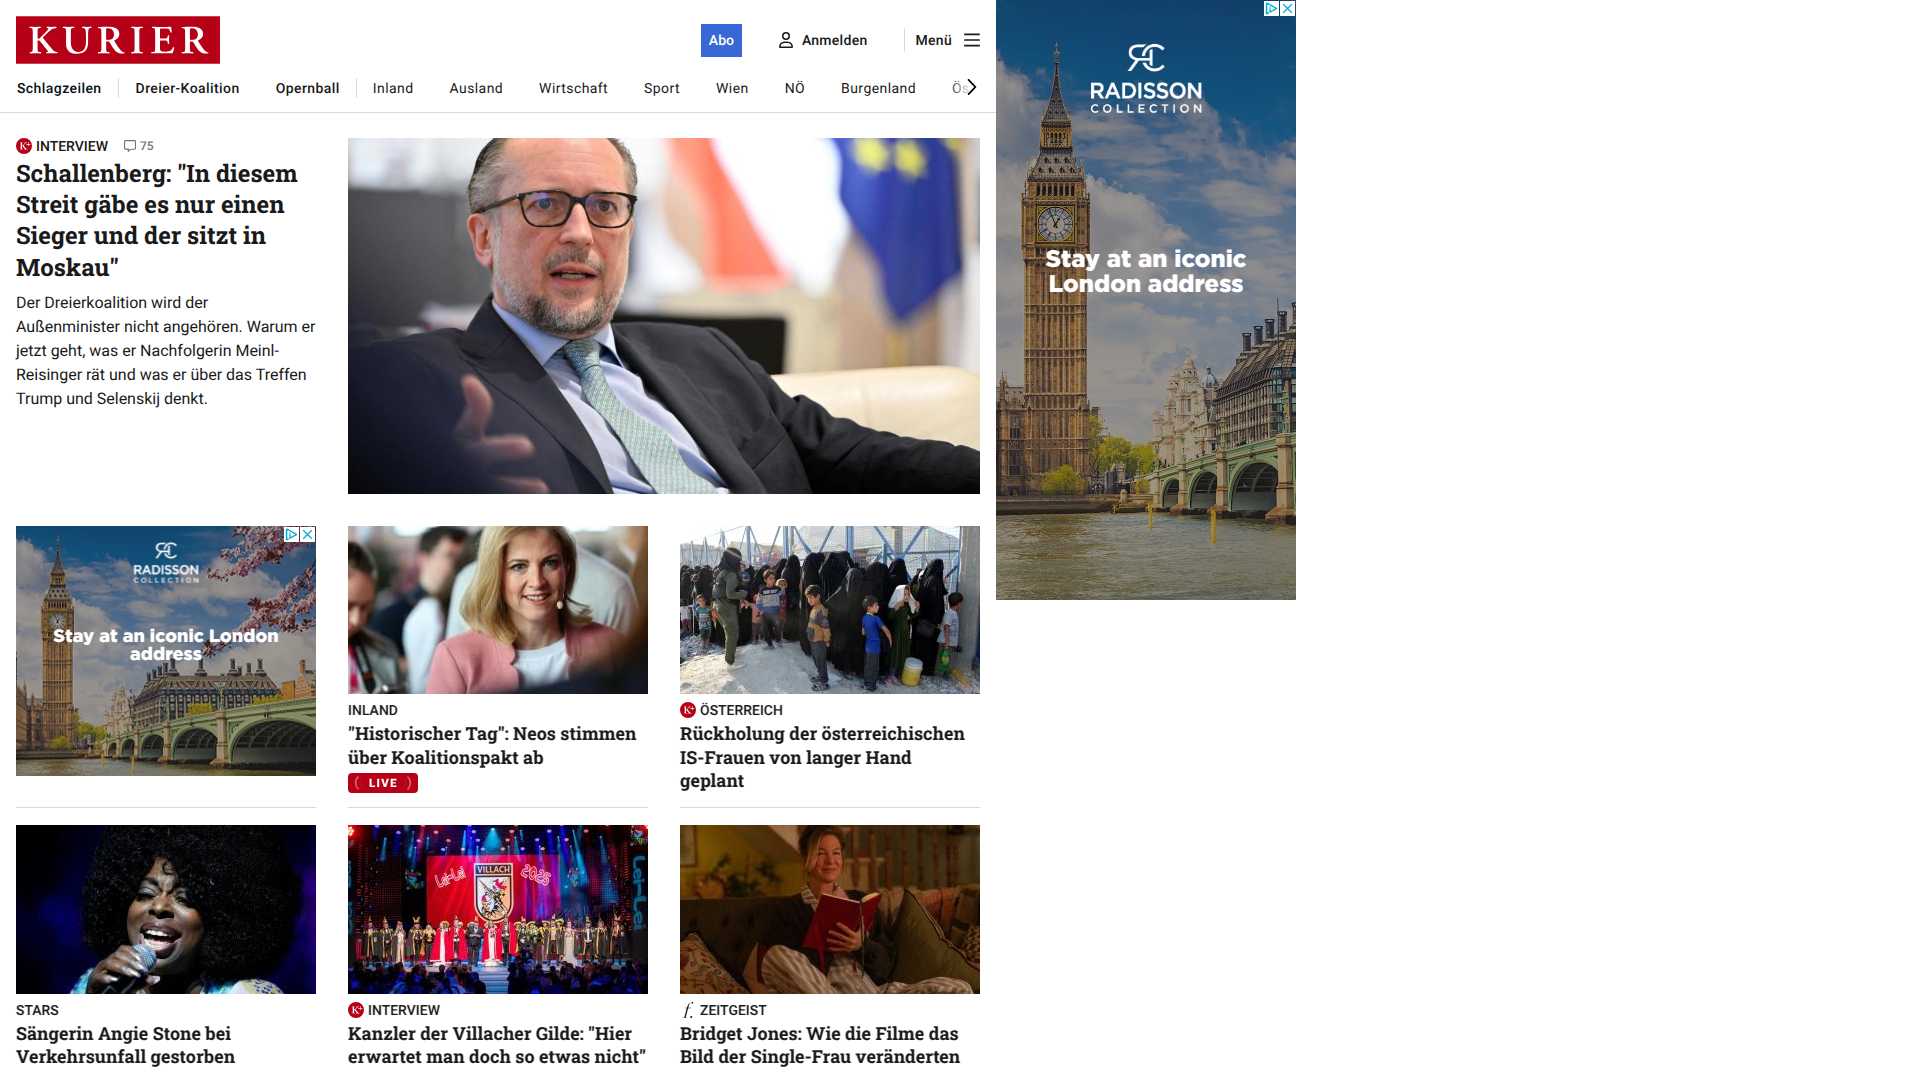 KURIER
Abo
Anmelden
Menü
Schlagzeilen
Dreier-Koalition
Opernball
Inland
Ausland
Wirtschaft
Sport
Wien
NÖ
Burgenland
K+ INTERVIEW 75
Schallenberg: "In diesem
Streit gäbe es nur einen
Sieger und der sitzt in
Moskau"
Der Dreierkoalition wird der
Außenminister nicht angehören. Warum er
jetzt geht, was er Nachfolgerin Meinl-
Reisinger rät und was er über das Treffen
Trump und Selenskij denkt.
RADISSON
COLLECTION
Stay at an iconic
London address
RADISSON
COLLECTION
Stay at an iconic London
address
INLAND
"Historischer Tag": Neos stimmen
über Koalitionspakt ab
LIVE
K+ ÖSTERREICH
Rückholung der österreichischen
IS-Frauen von langer Hand
geplant
STARS
Sängerin Angie Stone bei
Verkehrsunfall gestorben
Lei-Lei
VILLACH
2025
Lei-Lei
K+ INTERVIEW
Kanzler der Villacher Gilde: "Hier
erwartet man doch so etwas nicht"
f. ZEITGEIST
Bridget Jones: Wie die Filme das
Bild der Single-Frau veränderten